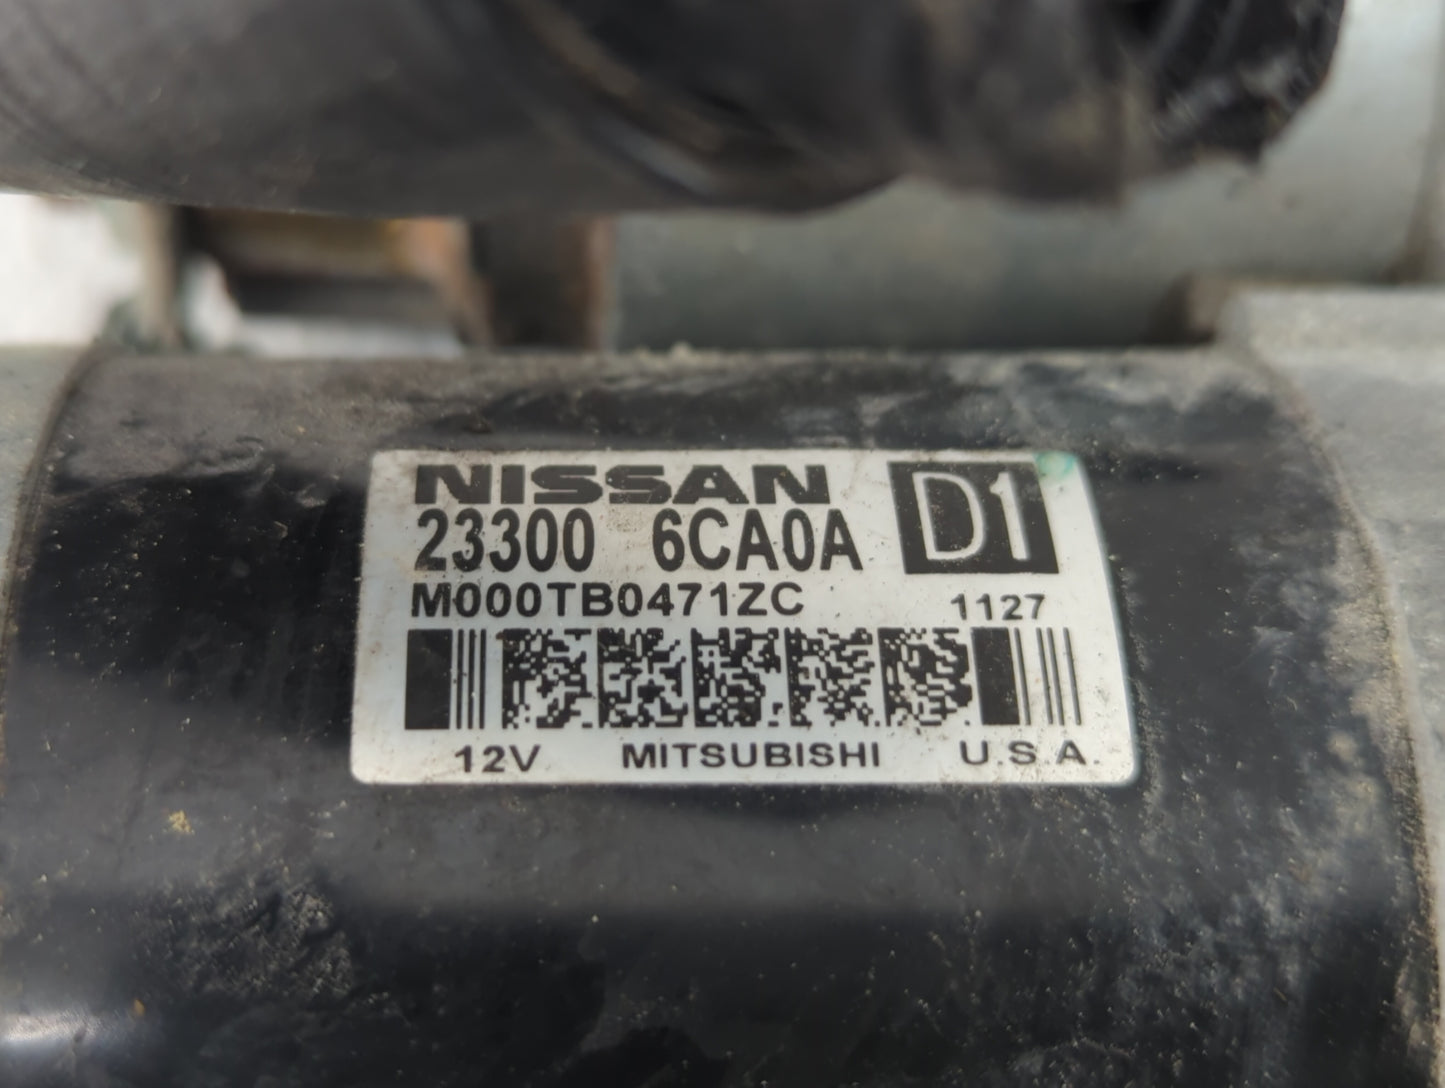 NISSAN D1
23300 6CA0A
M000TB0471ZC 1127
12V MITSUBISHI U.S.A.